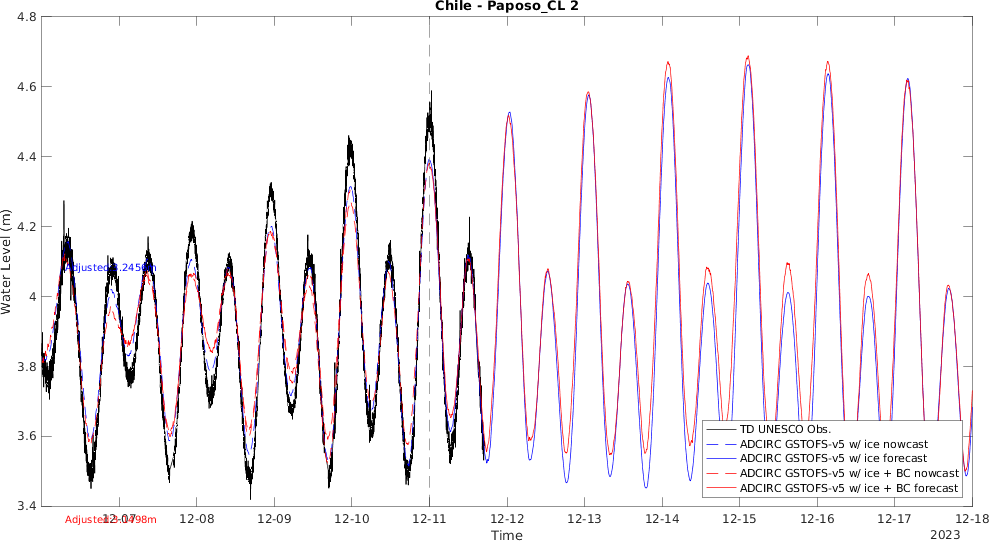 Chile - Paposo_CL 2
Water Level (m)
4.8
4.6
4.4
4.2
4
3.8
3.6
3.4
TD UNESCO Obs.
ADCIRC GSTOFS-v5 w/ ice nowcast
ADCIRC GSTOFS-v5 w/ ice forecast
ADCIRC GSTOFS-v5 w/ ice + BC nowcast
ADCIRC GSTOFS-v5 w/ ice + BC forecast
12-07 12-08 12-09 12-10 12-11 12-12 12-13 12-14 12-15 12-16 12-17 12-18
Time
2023